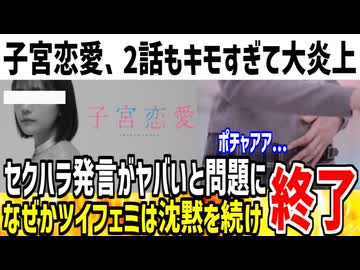 子宮恋愛、2話もキモすぎて大炎上
子宮恋愛
ポチャアア...
セクハラ発言がヤバいと問題に
なぜかツイフェミは沈黙を続け
終了